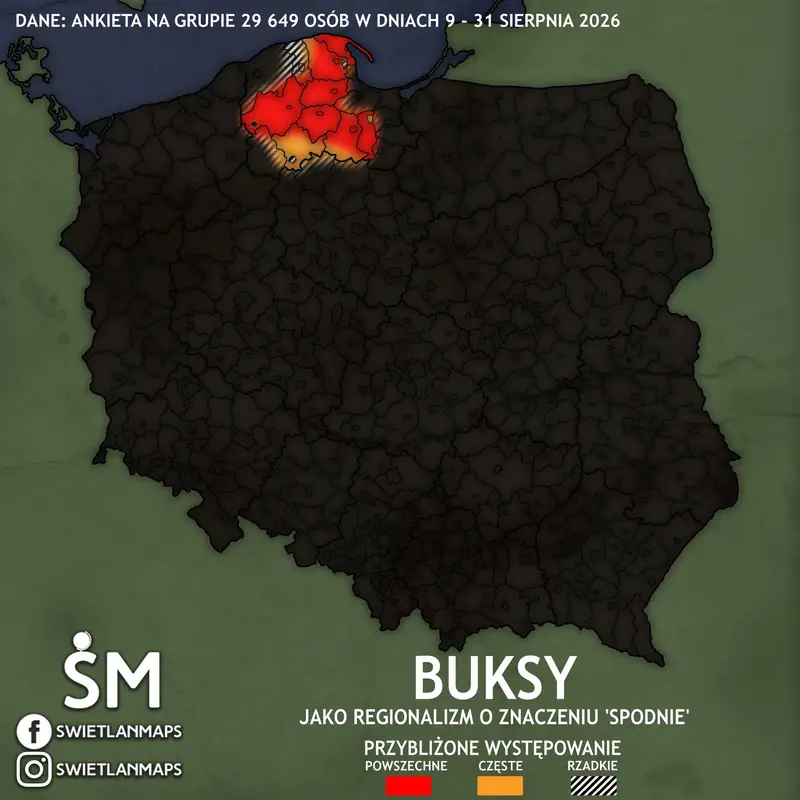 DANE: ANKIETA NA GRUPIE 29 649 OSÓB W DNIACH 9 - 31 SIERPNIA 2026
ŚM
SWIETLANMAPS
SWIETLANMAPS
BUKSY
JAKO REGIONALIZM O ZNACZENIU 'SPODNIE'
PRZYBLIŻONE WYSTĘPOWANIE
POWSZECHNE CZĘSTE RZADKIE